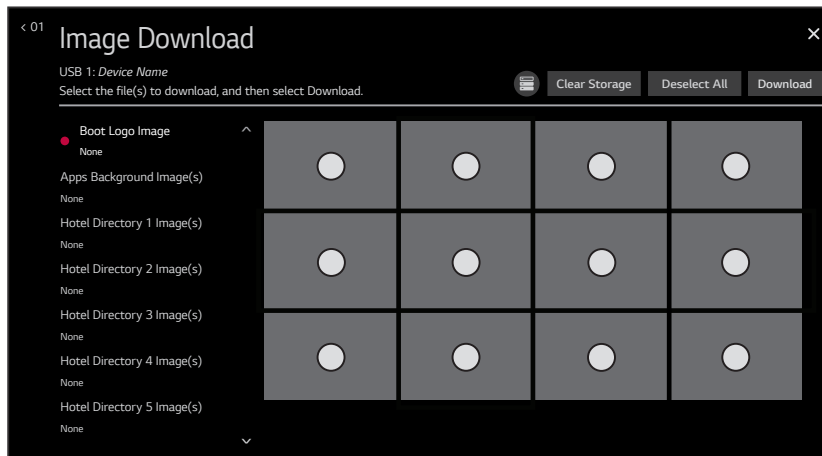 < 01
Image Download
USB 1: Device Name
Select the file(s) to download, and then select Download.
Clear Storage
Deselect All
Download
Boot Logo Image
None
Apps Background Image(s)
None
Hotel Directory 1 Image(s)
None
Hotel Directory 2 Image(s)
None
Hotel Directory 3 Image(s)
None
Hotel Directory 4 Image(s)
None
Hotel Directory 5 Image(s)
None